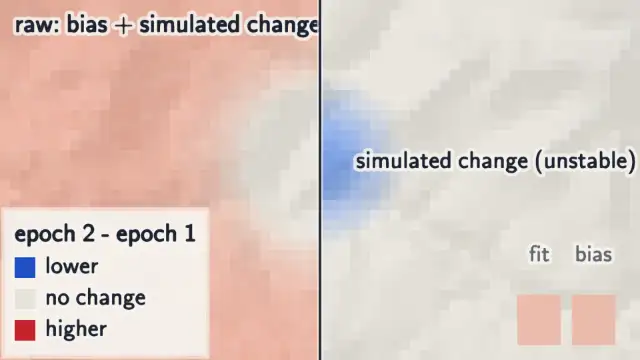 raw: bias + simulated change
simulated change (unstable)
epoch 2 - epoch 1
lower
no change
higher
fit bias